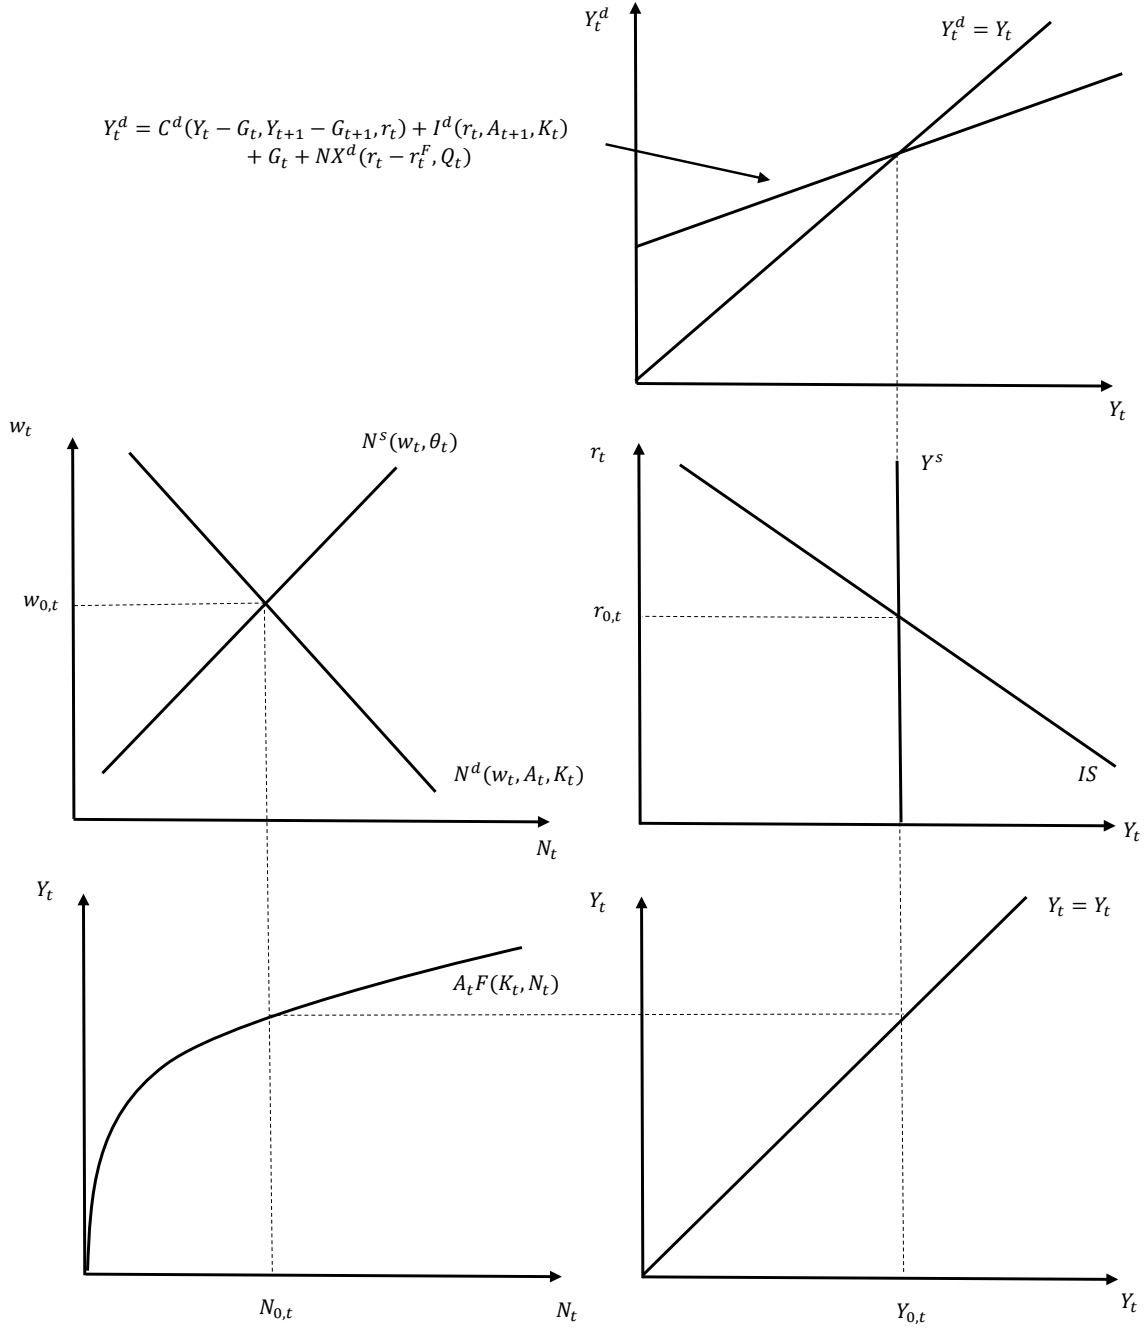 Y_t^d
Y_t^d = Y_t
Y_t^d = C^d(Y_t − G_t, Y_{t+1} − G_{t+1}, r_t) + I^d(r_t, A_{t+1}, K_t)
+ G_t + NX^d(r_t − r_t^F, Q_t)
Y_t
w_t
N^s(w_t, θ_t)
w_{0,t}
N^d(w_t, A_t, K_t)
N_t
r_t
Y^s
r_{0,t}
IS
Y_t
Y_t
A_tF(K_t, N_t)
N_{0,t}
N_t
Y_t
Y_t = Y_t
Y_{0,t}
Y_t